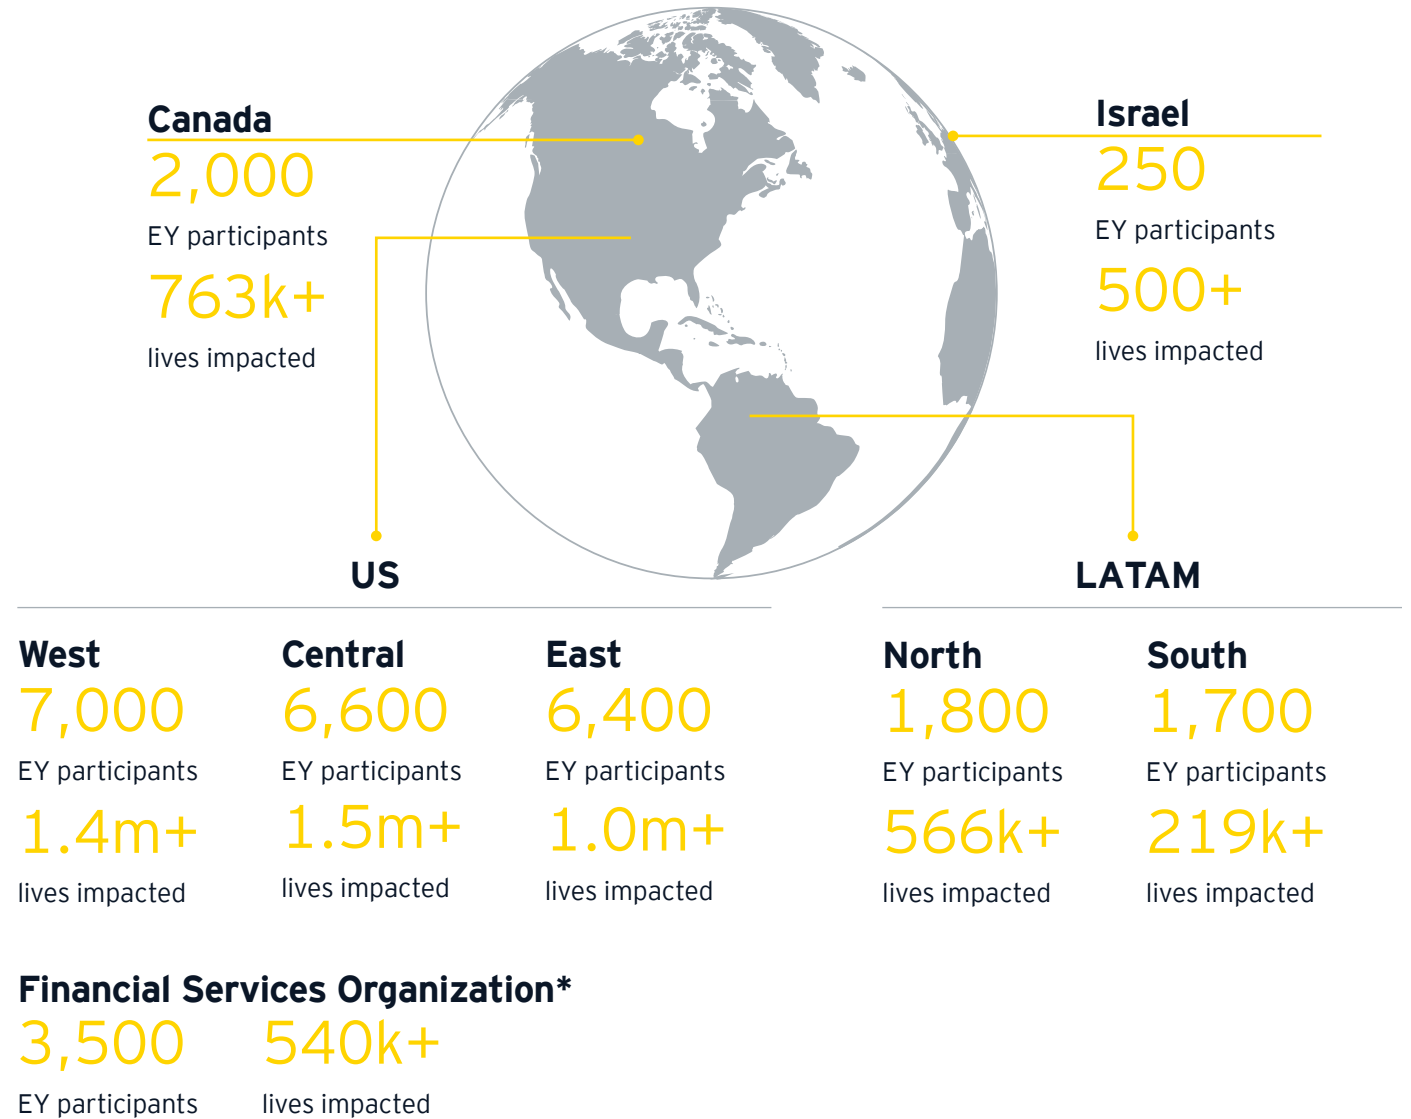 Canada
2,000
EY participants
763k+
lives impacted
Israel
250
EY participants
500+
lives impacted
US
West
7,000
EY participants
1.4m+
lives impacted
Central
6,600
EY participants
1.5m+
lives impacted
East
6,400
EY participants
1.0m+
lives impacted
LATAM
North
1,800
EY participants
566k+
lives impacted
South
1,700
EY participants
219k+
lives impacted
Financial Services Organization*
3,500
EY participants
540k+
lives impacted